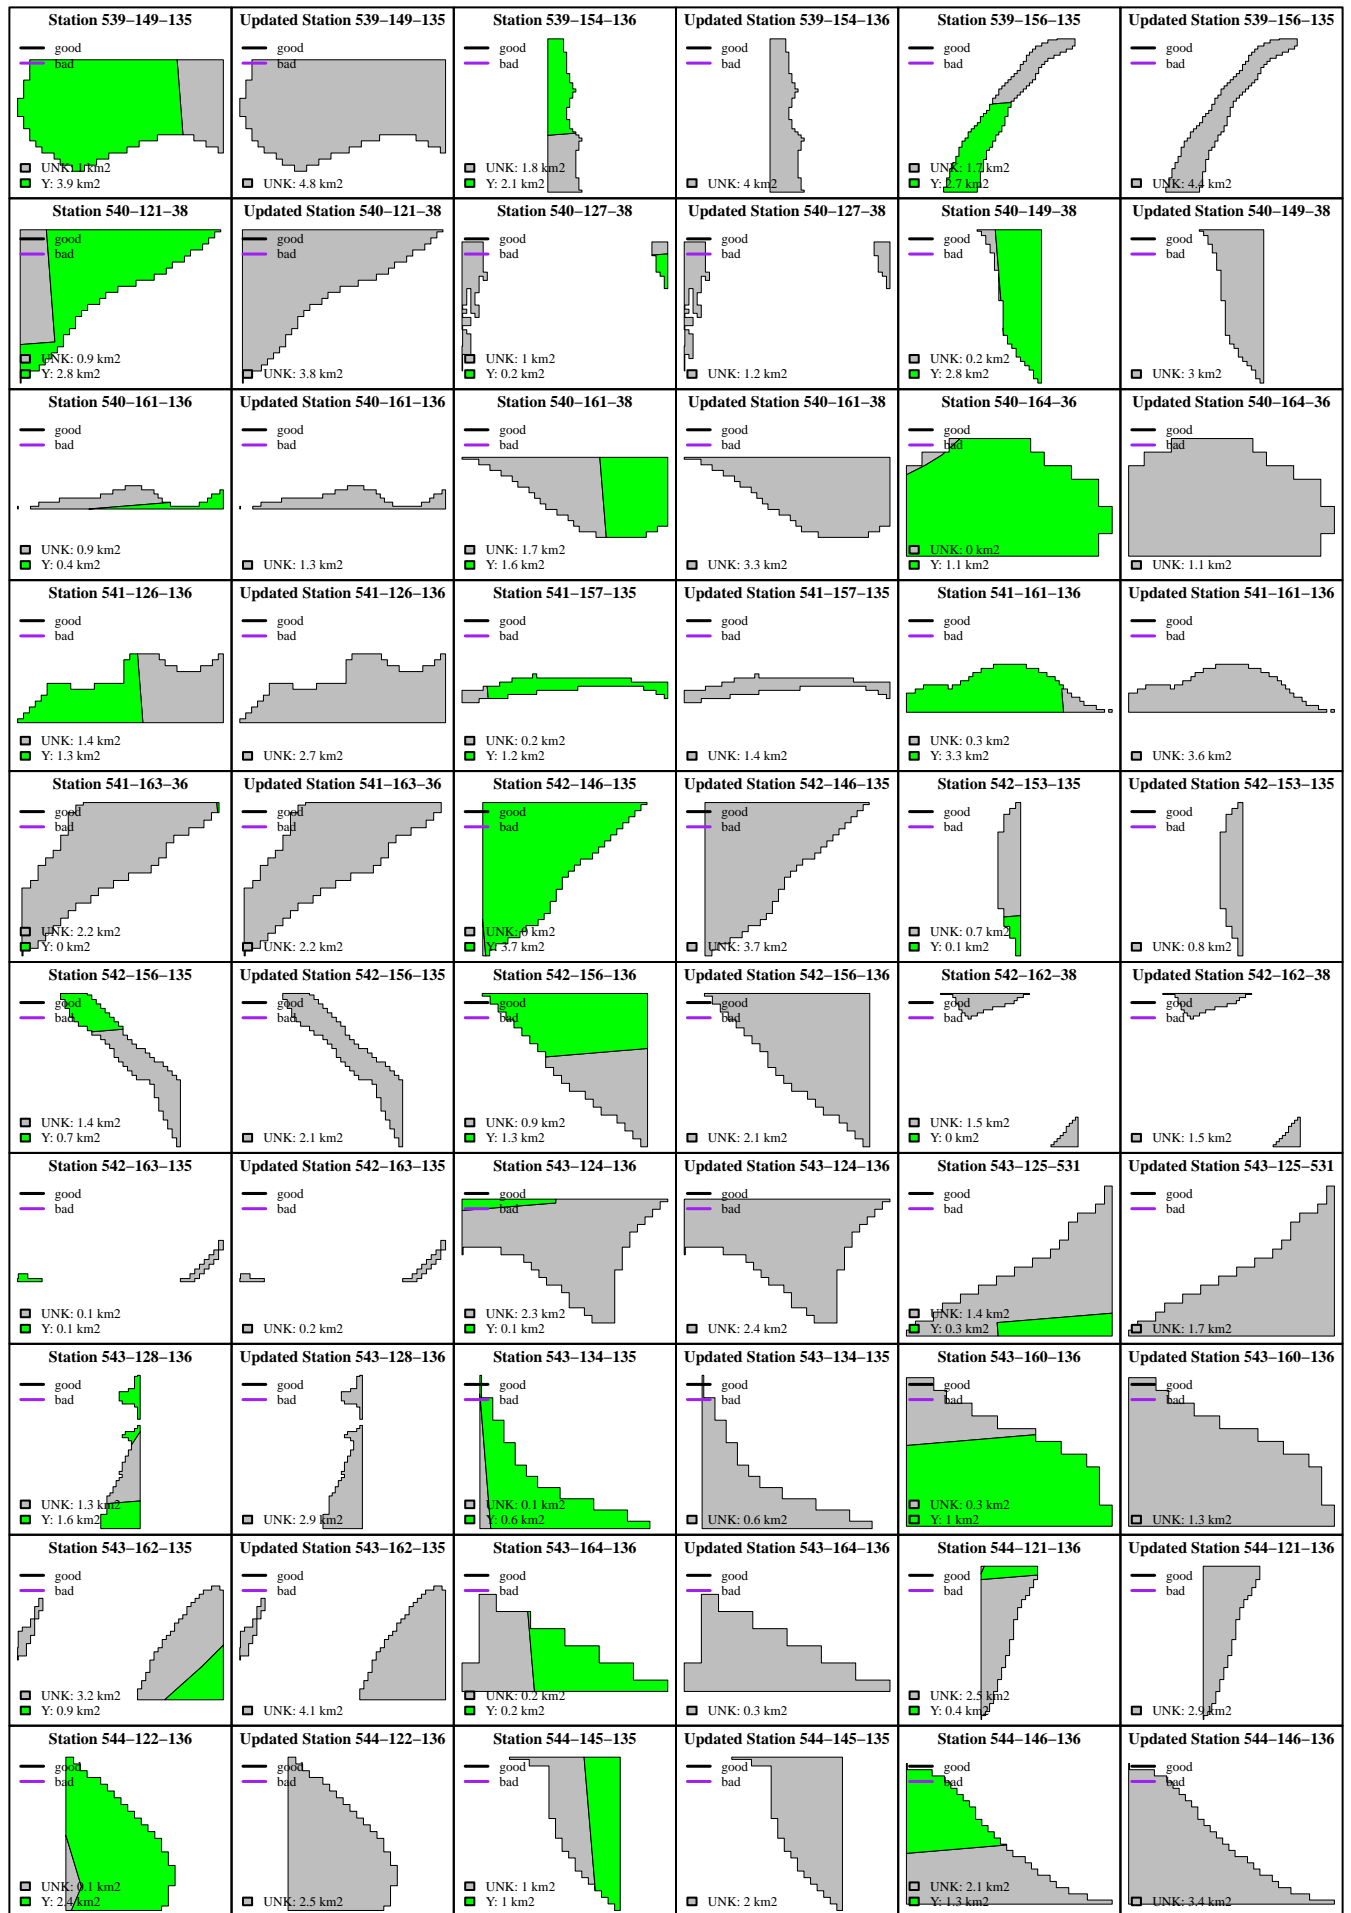 Station 539−149−135
good
bad
UNK: 1 km2
Y: 3.9 km2
Updated Station 539−149−135
good
bad
UNK: 4.8 km2
Station 539−154−136
good
bad
UNK: 1.8 km2
Y: 2.1 km2
Updated Station 539−154−136
good
bad
UNK: 4 km2
Station 539−156−135
good
bad
UNK: 1.7 km2
Y: 2.7 km2
Updated Station 539−156−135
good
bad
UNK: 4.4 km2
Station 540−121−38
good
bad
UNK: 0.9 km2
Y: 2.8 km2
Updated Station 540−121−38
good
bad
UNK: 3.8 km2
Station 540−127−38
good
bad
UNK: 1 km2
Y: 0.2 km2
Updated Station 540−127−38
good
bad
UNK: 1.2 km2
Station 540−149−38
good
bad
UNK: 0.2 km2
Y: 2.8 km2
Updated Station 540−149−38
good
bad
UNK: 3 km2
Station 540−161−136
good
bad
UNK: 0.9 km2
Y: 0.4 km2
Updated Station 540−161−136
good
bad
UNK: 1.3 km2
Station 540−161−38
good
bad
UNK: 1.7 km2
Y: 1.6 km2
Updated Station 540−161−38
good
bad
UNK: 3.3 km2
Station 540−164−36
good
bad
UNK: 0 km2
Y: 1.1 km2
Updated Station 540−164−36
good
bad
UNK: 1.1 km2
Station 541−126−136
good
bad
UNK: 1.4 km2
Y: 1.3 km2
Updated Station 541−126−136
good
bad
UNK: 2.7 km2
Station 541−157−135
good
bad
UNK: 0.2 km2
Y: 1.2 km2
Updated Station 541−157−135
good
bad
UNK: 1.4 km2
Station 541−161−136
good
bad
UNK: 0.3 km2
Y: 3.3 km2
Updated Station 541−161−136
good
bad
UNK: 3.6 km2
Station 541−163−36
good
bad
UNK: 2.2 km2
Y: 0 km2
Updated Station 541−163−36
good
bad
UNK: 2.2 km2
Station 542−146−135
good
bad
UNK: 0 km2
Y: 3.7 km2
Updated Station 542−146−135
good
bad
UNK: 3.7 km2
Station 542−153−135
good
bad
UNK: 0.7 km2
Y: 0.1 km2
Updated Station 542−153−135
good
bad
UNK: 0.8 km2
Station 542−156−135
good
bad
UNK: 1.4 km2
Y: 0.7 km2
Updated Station 542−156−135
good
bad
UNK: 2.1 km2
Station 542−156−136
good
bad
UNK: 0.9 km2
Y: 1.3 km2
Updated Station 542−156−136
good
bad
UNK: 2.1 km2
Station 542−162−38
good
bad
UNK: 1.5 km2
Y: 0 km2
Updated Station 542−162−38
good
bad
UNK: 1.5 km2
Station 542−163−135
good
bad
UNK: 0.1 km2
Y: 0.1 km2
Updated Station 542−163−135
good
bad
UNK: 0.2 km2
Station 543−124−136
good
bad
UNK: 2.3 km2
Y: 0.1 km2
Updated Station 543−124−136
good
bad
UNK: 2.4 km2
Station 543−125−531
good
bad
UNK: 1.4 km2
Y: 0.3 km2
Updated Station 543−125−531
good
bad
UNK: 1.7 km2
Station 543−128−136
good
bad
UNK: 1.3 km2
Y: 1.6 km2
Updated Station 543−128−136
good
bad
UNK: 2.9 km2
Station 543−134−135
good
bad
UNK: 0.1 km2
Y: 0.6 km2
Updated Station 543−134−135
good
bad
UNK: 0.6 km2
Station 543−160−136
good
bad
UNK: 0.3 km2
Y: 1 km2
Updated Station 543−160−136
good
bad
UNK: 1.3 km2
Station 543−162−135
good
bad
UNK: 3.2 km2
Y: 0.9 km2
Updated Station 543−162−135
good
bad
UNK: 4.1 km2
Station 543−164−136
good
bad
UNK: 0.2 km2
Y: 0.2 km2
Updated Station 543−164−136
good
bad
UNK: 0.3 km2
Station 544−121−136
good
bad
UNK: 2.5 km2
Y: 0.4 km2
Updated Station 544−121−136
good
bad
UNK: 2.9 km2
Station 544−122−136
good
bad
UNK: 0.1 km2
Y: 2.4 km2
Updated Station 544−122−136
good
bad
UNK: 2.5 km2
Station 544−145−135
good
bad
UNK: 1 km2
Y: 1 km2
Updated Station 544−145−135
good
bad
UNK: 2 km2
Station 544−146−136
good
bad
UNK: 2.1 km2
Y: 1.3 km2
Updated Station 544−146−136
good
bad
UNK: 3.4 km2